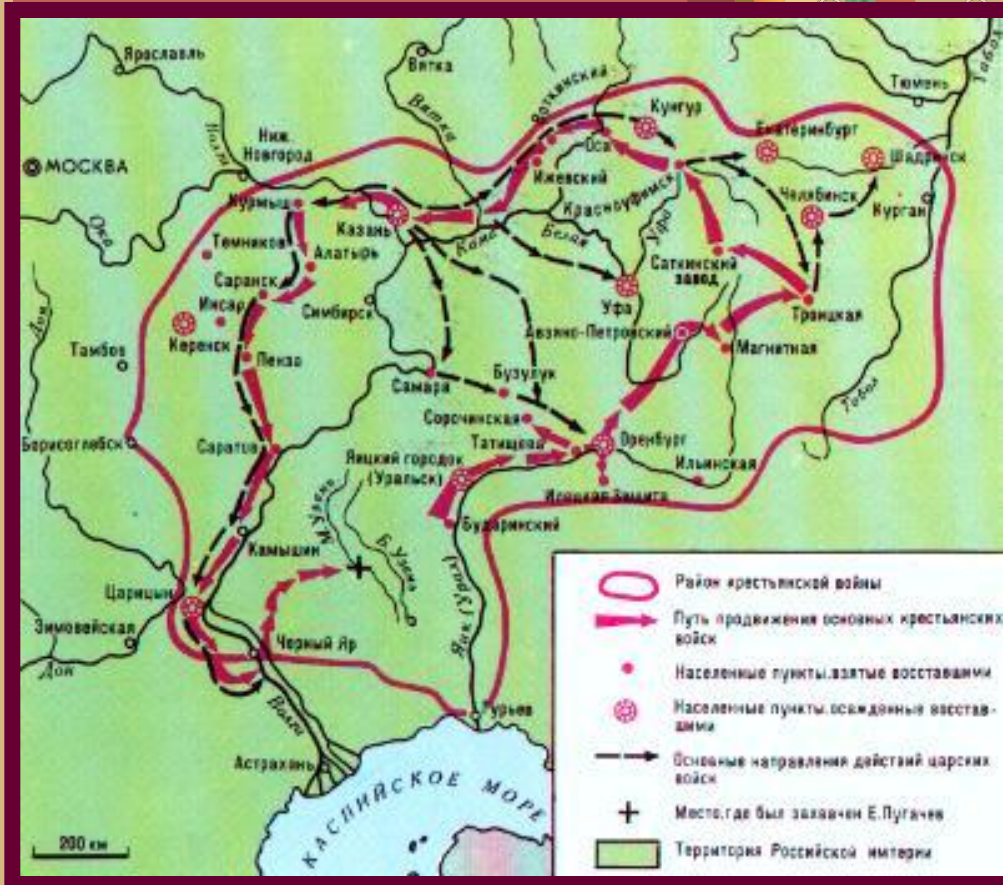 Ярославль
Вятка
Тюмень
Тобол
Воткинский
Кунгур
Екатеринбург
Шадринск
Ниж.
Новгород
Волга
Вятка
Оса
МОСКВА
Ижевский
Красноуфимск
Челябинск
Курган
Курмыш
Казань
Кама
Белая
Уфа
Ока
Темников
Алатырь
Саткинский
завод
Саранск
Симбирск
Уфа
Троицкая
Инсар
Авзяно-Петровский
Дон
Керенск
Магнитная
Тамбов
Пенза
Самара
Бузулук
Тобол
Сорочинская
Борисоглебск
Саратов
Татищева
Оренбург
Яицкий городок
(Уральск)
Ильинская
Илецкая Защита
М.Узень
Бударинский
Б.Узень
Камышин
Царицын
Яик (Урал)
Зимовейская
Черный Яр
Дон
Волга
Гурьев
Астрахань
КАСПИЙСКОЕ МОРЕ
200 км
Район крестьянской войны
Путь продвижения основных крестьянских
войск
Населенные пункты, взятые восставшими
Населенные пункты, осажденные восстав-
шими
Основные направления действий царских
войск
Место, где был захвачен Е.Пугачев
Территория Российской империи